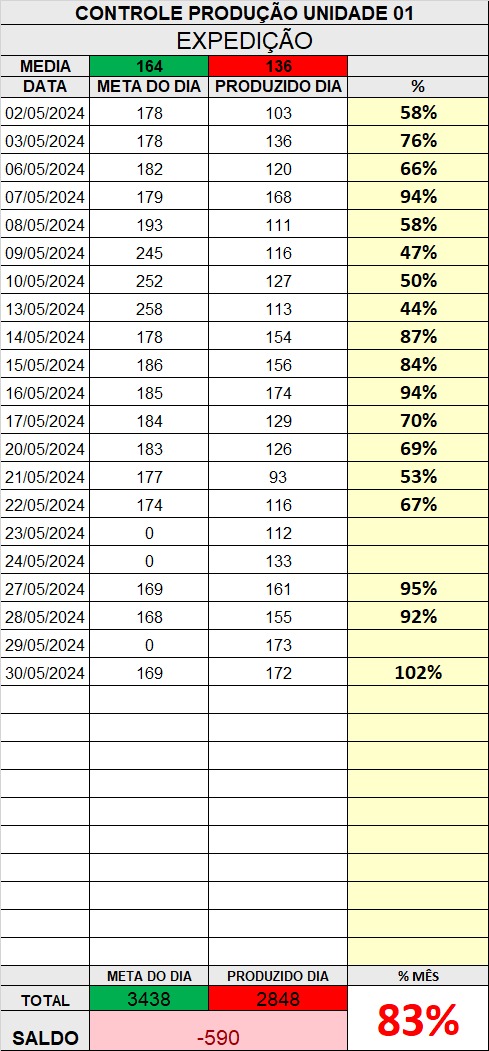 CONTROLE PRODUÇÃO UNIDADE 01
EXPEDIÇÃO
MEDIA 164 136
DATA META DO DIA PRODUZIDO DIA %
02/05/2024 178 103 58%
03/05/2024 178 136 76%
06/05/2024 182 120 66%
07/05/2024 179 168 94%
08/05/2024 193 111 58%
09/05/2024 245 116 47%
10/05/2024 252 127 50%
13/05/2024 258 113 44%
14/05/2024 178 154 87%
15/05/2024 186 156 84%
16/05/2024 185 174 94%
17/05/2024 184 129 70%
20/05/2024 183 126 69%
21/05/2024 177 93 53%
22/05/2024 174 116 67%
23/05/2024 0 112
24/05/2024 0 133
27/05/2024 169 161 95%
28/05/2024 168 155 92%
29/05/2024 0 173
30/05/2024 169 172 102%
META DO DIA PRODUZIDO DIA % MÊS
TOTAL 3438 2848 83%
SALDO -590